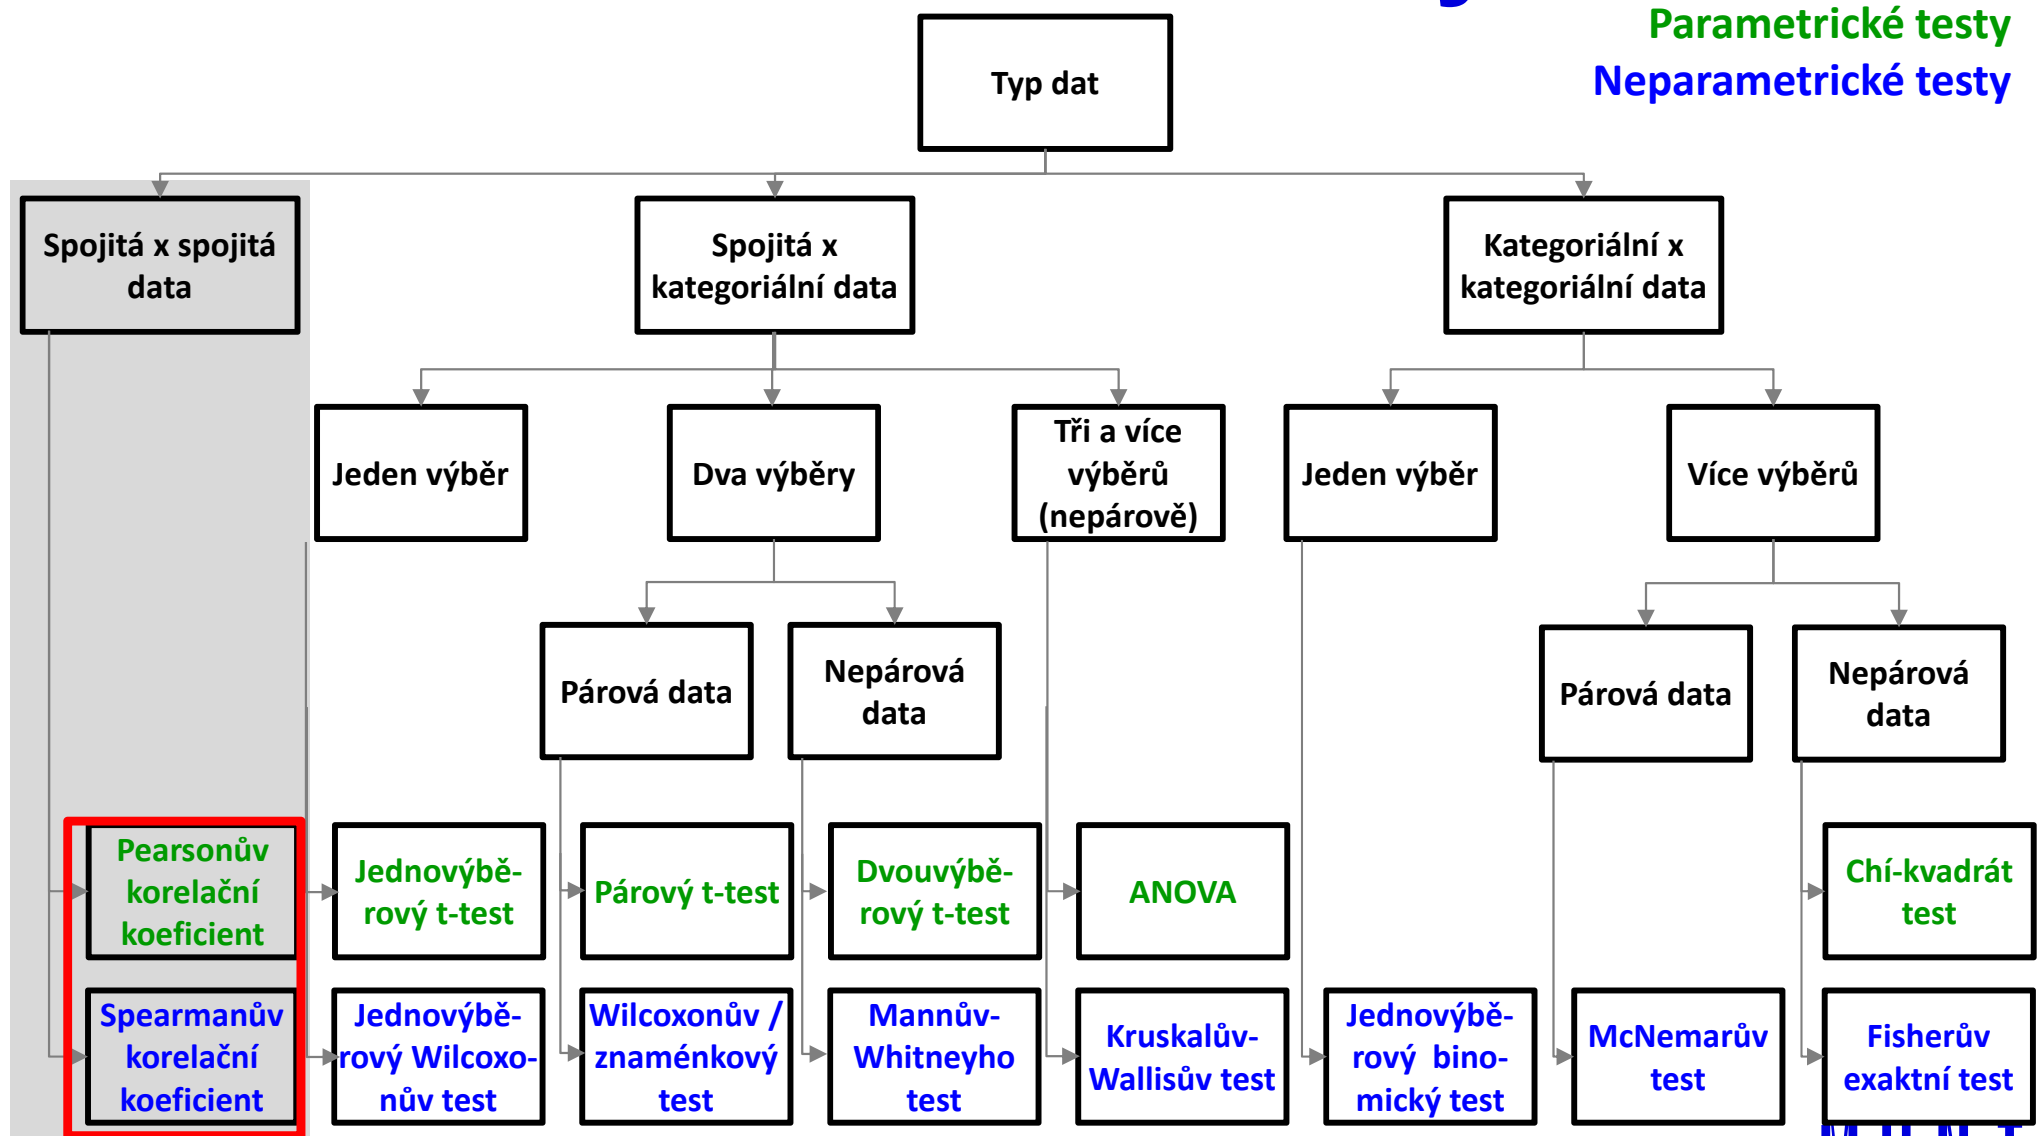 Parametrické testy
Neparametrické testy
Typ dat
Spojitá x spojitá
data
Spojitá x
kategoriální data
Kategoriální x
kategoriální data
Jeden výběr
Dva výběry
Tři a více
výběrů
(nepárově)
Jeden výběr
Více výběrů
Párová data
Nepárová
data
Párová data
Nepárová
data
Pearsonův
korelační
koeficient
Jednovýbě-
rový t-test
Párový t-test
Dvouvýbě-
rový t-test
ANOVA
Chí-kvadrát
test
Spearmanův
korelační
koeficient
Jednovýbě-
rový Wilcoxo-
nův test
Wilcoxonův /
znaménkový
test
Mannův-
Whitneyho
test
Kruskalův-
Wallisův test
Jednovýbě-
rový bino-
mický test
McNemarův
test
Fisherův
exaktní test